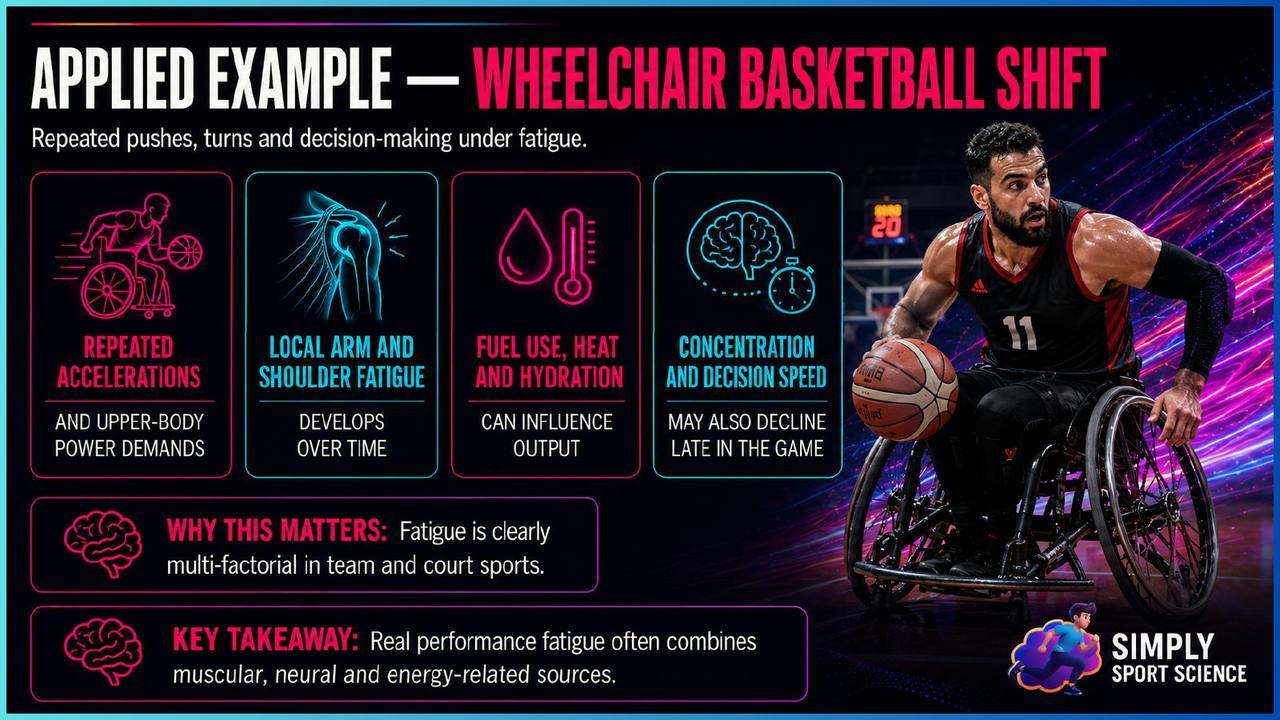 APPLIED EXAMPLE — WHEELCHAIR BASKETBALL SHIFT
Repeated pushes, turns and decision-making under fatigue.
REPEATED
ACCELERATIONS
AND UPPER-BODY
POWER DEMANDS
LOCAL ARM AND
SHOULDER FATIGUE
DEVELOPS
OVER TIME
FUEL USE, HEAT
AND HYDRATION
CAN INFLUENCE
OUTPUT
CONCENTRATION
AND DECISION SPEED
MAY ALSO DECLINE
LATE IN THE GAME
20
11
WHY THIS MATTERS: Fatigue is clearly
multi-factorial in team and court sports.
KEY TAKEAWAY: Real performance fatigue often combines
muscular, neural and energy-related sources.
SIMPLY
SPORT SCIENCE